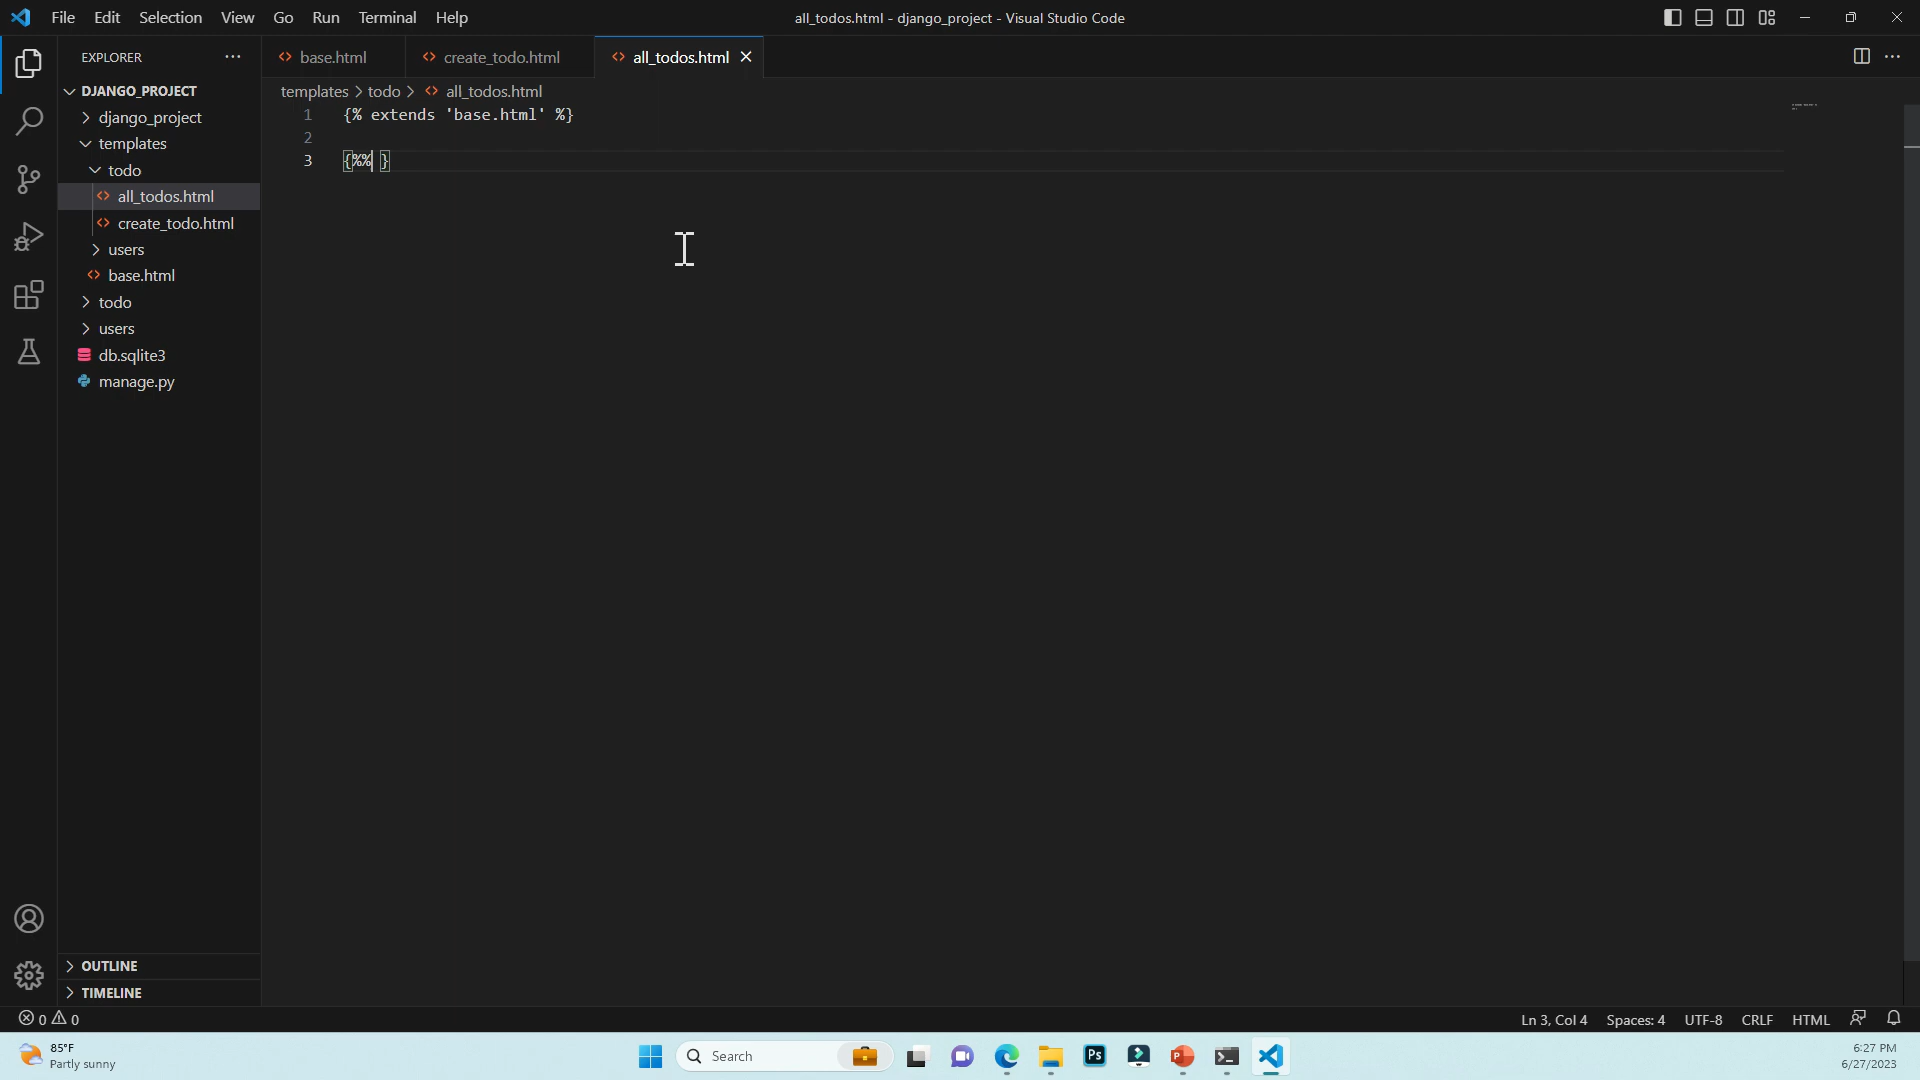 File Edit Selection View Go Run Terminal Help
all_todos.html - django_project - Visual Studio Code
EXPLORER
base.html
create_todo.html
all_todos.html
DJANGO_PROJECT
templates > todo > all_todos.html
django_project
templates
todo
all_todos.html
create_todo.html
users
base.html
todo
users
db.sqlite3
manage.py
1 {% extends 'base.html' %}
2
3 {%% }
OUTLINE
TIMELINE
0 0
Ln 3, Col 4 Spaces: 4 UTF-8 CRLF HTML
85°F
Partly sunny
Search
Ps
P
6:27 PM
6/27/2023